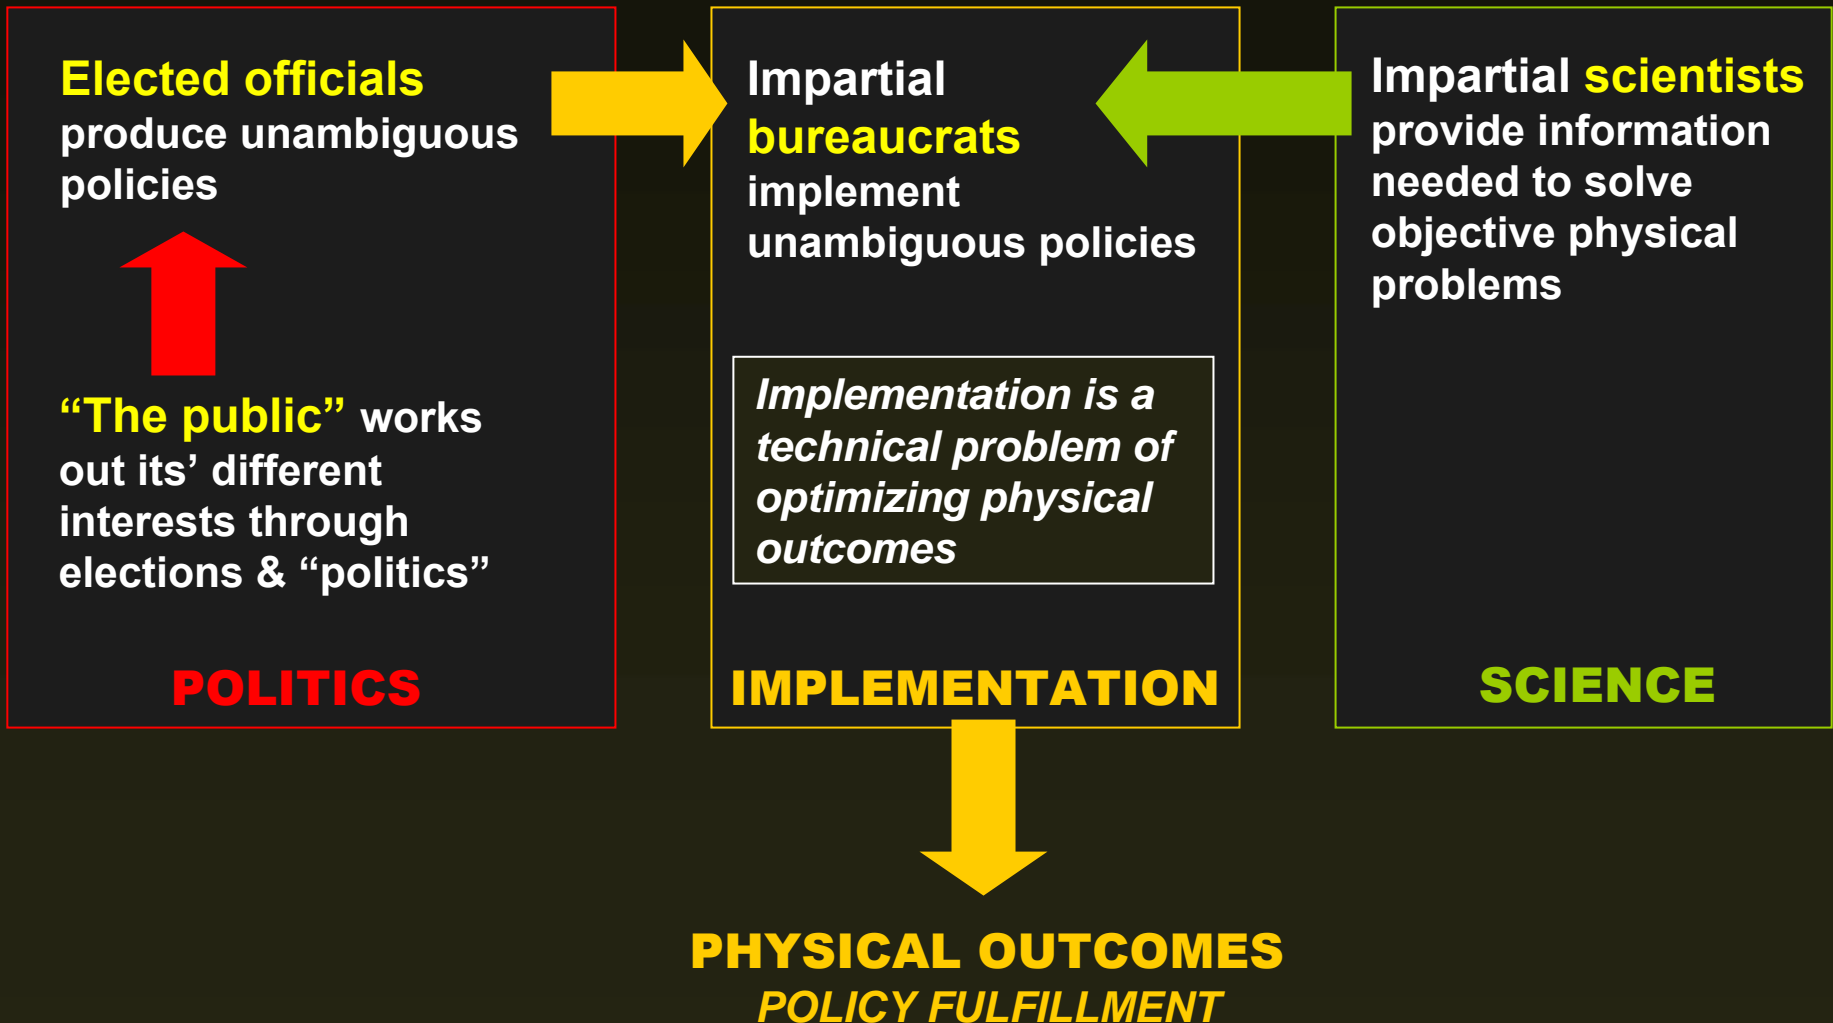 Elected officials
produce unambiguous
policies
“The public” works
out its’ different
interests through
elections & “politics”
POLITICS
Impartial
bureaucrats
implement
unambiguous policies
Implementation is a
technical problem of
optimizing physical
outcomes
IMPLEMENTATION
Impartial scientists
provide information
needed to solve
objective physical
problems
SCIENCE
PHYSICAL OUTCOMES
POLICY FULFILLMENT